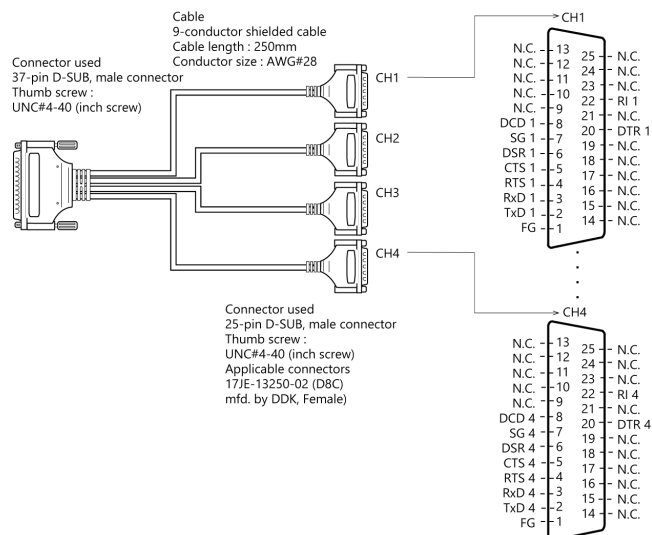 Cable
9-conductor shielded cable
Cable length : 250mm
Conductor size : AWG#28
Connector used
37-pin D-SUB, male connector
Thumb screw :
UNC#4-40 (inch screw)
CH1
CH2
CH3
CH4
Connector used
25-pin D-SUB, male connector
Thumb screw :
UNC#4-40 (inch screw)
Applicable connectors
17JE-13250-02 (D8C)
mfd. by DDK, Female)
CH1
N.C. 13
25 N.C.
N.C. 12
24 N.C.
N.C. 11
23 N.C.
N.C. 10
22 RI 1
N.C. 9
21 N.C.
DCD 1 8
20 DTR 1
SG 1 7
19 N.C.
DSR 1 6
18 N.C.
CTS 1 5
17 N.C.
RTS 1 4
16 N.C.
RxD 1 3
15 N.C.
TxD 1 2
14 N.C.
FG 1
CH4
N.C. 13
25 N.C.
N.C. 12
24 N.C.
N.C. 11
23 N.C.
N.C. 10
22 RI 4
N.C. 9
21 N.C.
DCD 4 8
20 DTR 4
SG 4 7
19 N.C.
DSR 4 6
18 N.C.
CTS 4 5
17 N.C.
RTS 4 4
16 N.C.
RxD 4 3
15 N.C.
TxD 4 2
14 N.C.
FG 1